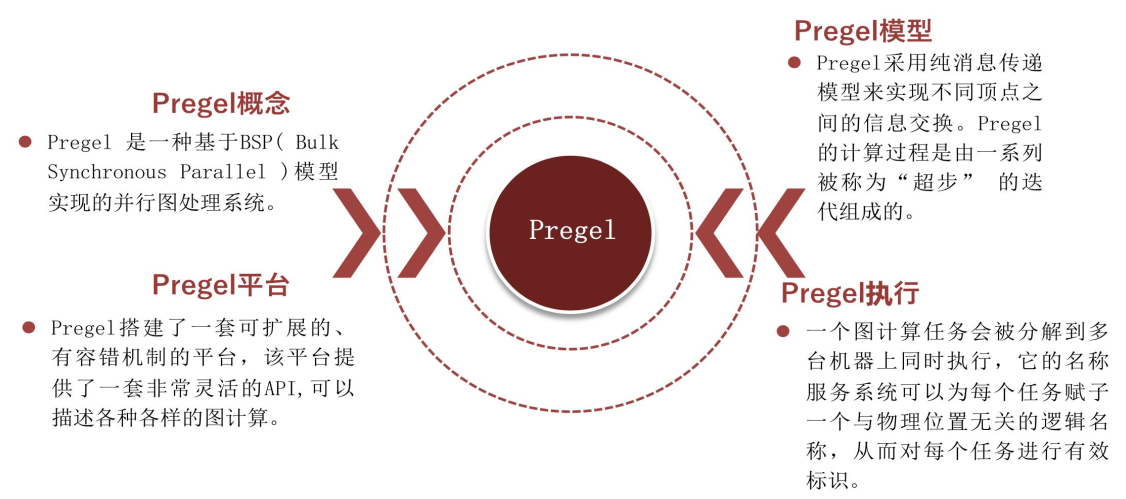 Pregel概念
Pregel 是一种基于BSP( Bulk
Synchronous Parallel )模型
实现的并行图处理系统。
Pregel平台
Pregel搭建了一套可扩展的、
有容错机制的平台，该平台提
供了一套非常灵活的API,可以
描述各种各样的图计算。
Pregel
Pregel模型
Pregel采用纯消息传递
模型来实现不同顶点之
间的信息交换。Pregel
的计算过程是由一系列
被称为“超步” 的迭
代组成的。
Pregel执行
一个图计算任务会被分解到多
台机器上同时执行，它的名称
服务系统可以为每个任务赋子
一个与物理位置无关的逻辑名
称，从而对每个任务进行有效
标识。